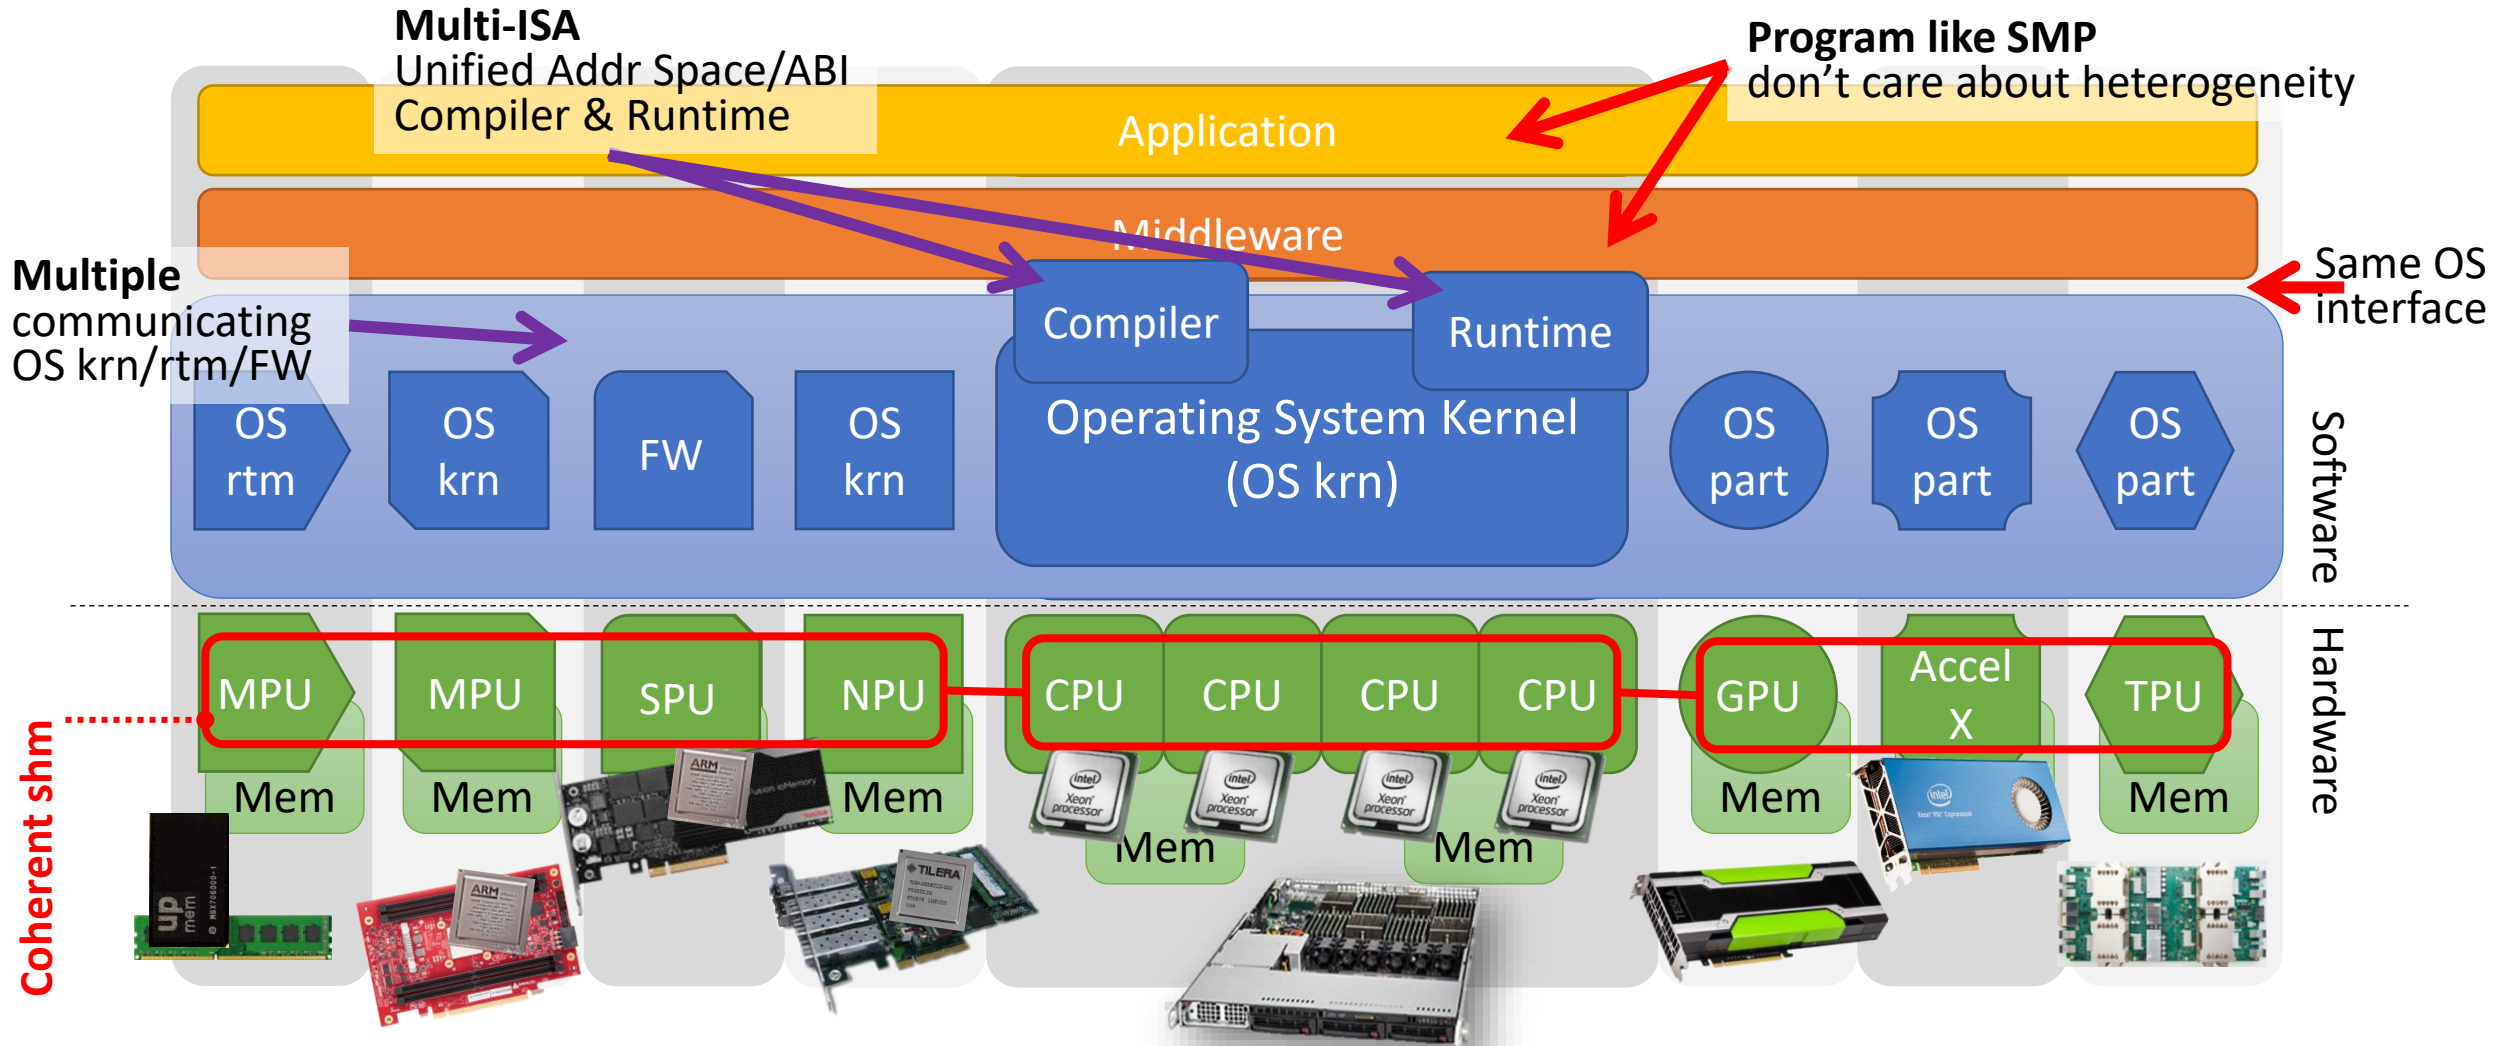 Multi-ISA
Unified Addr Space/ABI
Compiler & Runtime
Program like SMP
don't care about heterogeneity
Application
Middleware
Multiple
communicating
OS krn/rtm/FW
Same OS
interface
Compiler
Runtime
OS
rtm
OS
krn
FW
OS
krn
Operating System Kernel
(OS krn)
OS
part
OS
part
OS
part
Software
Hardware
MPU
MPU
SPU
NPU
CPU
CPU
CPU
CPU
GPU
Accel
X
TPU
Coherent shm
Mem
Mem
Mem
Mem
Mem
Mem
Mem
up
mem
ARM
ARM
TILERA
intel
Xeon
processor
intel
Xeon
processor
intel
Xeon
processor
intel
Xeon
processor
intel